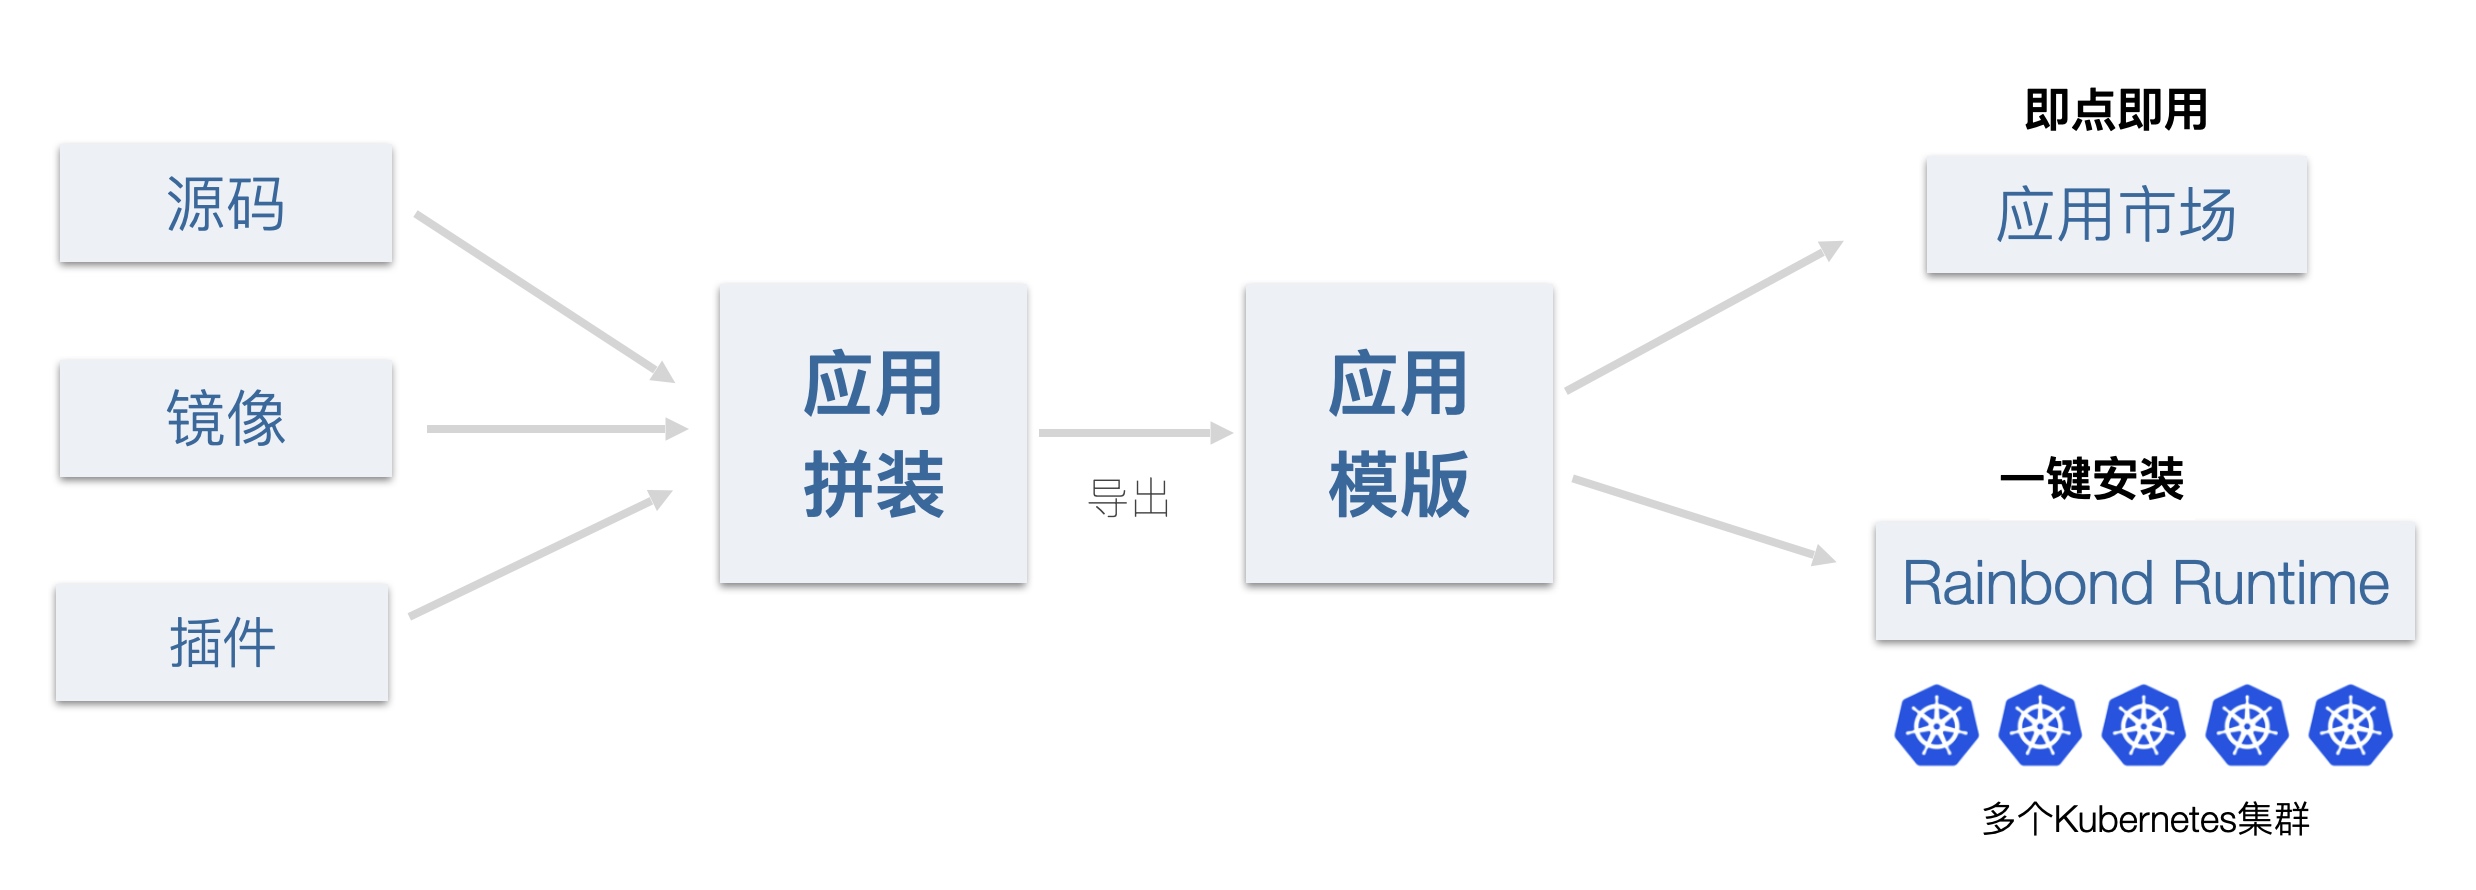 源码
镜像
插件
应用
拼装
导出
应用
模版
即点即用
应用市场
一键安装
Rainbond Runtime
多个Kubernetes集群